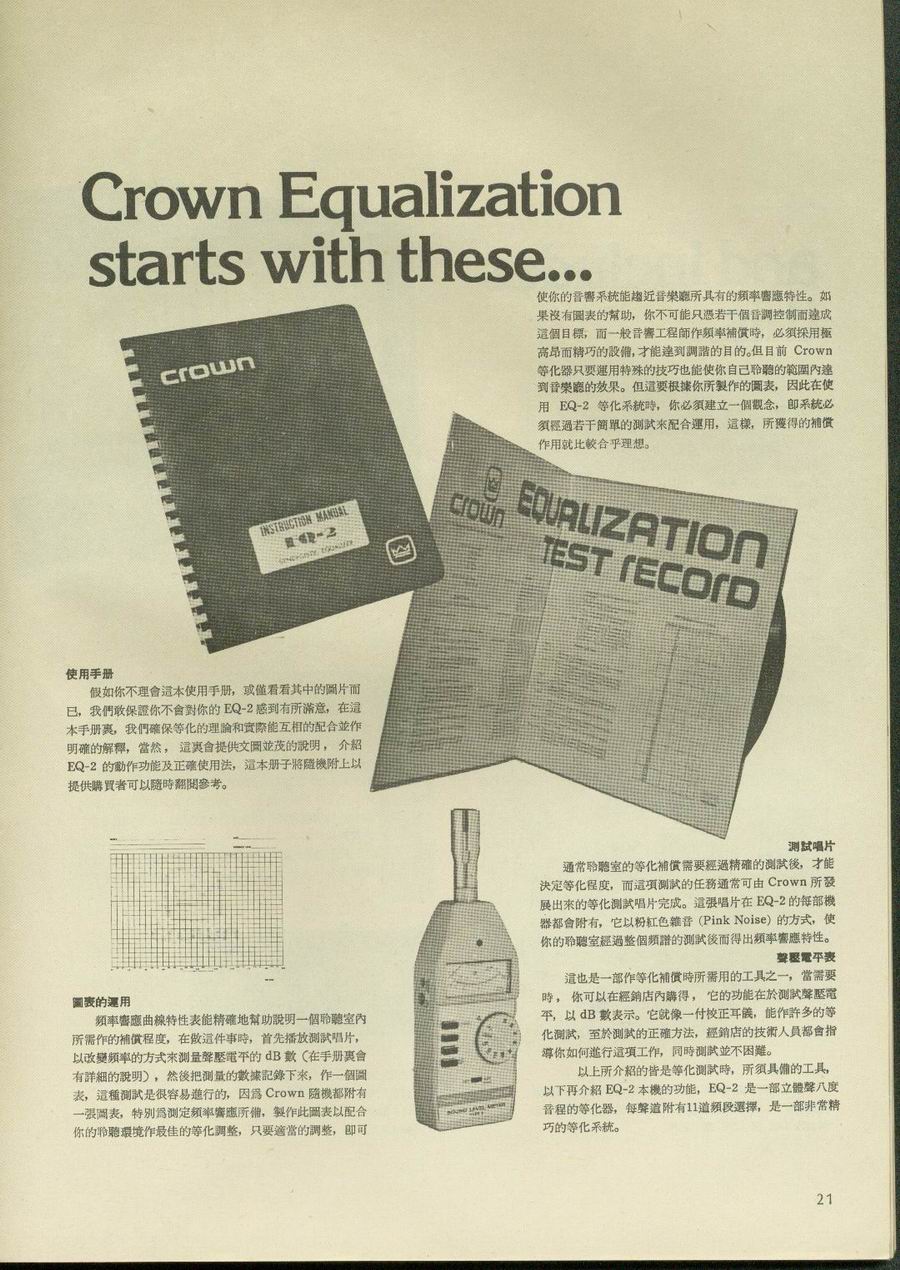 Crown Equalization
starts with these...
crown
INSTRUCTION MANUAL
EQ-2
crown
EQUALIZATION
TEST RECORD
使用手册
假如你不理會這本使用手册，或僅看看其中的圖片而
已，我們敢保證你不會對你的 EQ-2 感到有所滿意，在這
本手册裏，我們確保等化的理論和實際能互相的配合並作
明確的解釋，當然，這裏會提供文圖並茂的說明，介紹
EQ-2 的動作功能及正確使用法，這本册子將隨機附上以
提供購買者可以隨時翻閱參考。
圖表的運用
頻率響應曲線特性表能精確地幫助說明一個聆聽室內
所需作的補償程度，在做這件事時，首先播放測試唱片，
以改變頻率的方式來測量聲壓電平的 dB 數（在手册裏會
有詳細的說明），然後把測量的數據記錄下來，作一個圖
表，這種測試是很容易進行的，因爲 Crown 隨機都附有
一張圖表，特別爲測定頻率響應所備，製作此圖表以配合
你的聆聽環境作最佳的等化調整，只要適當的調整，即可
使你的音響系統能趨近音樂廳所具有的頻率響應特性。如
果沒有圖表的幫助，你不可能只憑若干個音調控制而達成
這個目標，而一般音響工程師作頻率補償時，必須採用極
高昂而精巧的設備，才能達到調諧的目的。但目前 Crown
等化器只要運用特殊的技巧也能使你自己聆聽的範圍內達
到音樂廳的效果。但這要根據你所製作的圖表，因此在使
用 EQ-2 等化系統時，你必須建立一個觀念，即系統必
須經過若干簡單的測試來配合運用，這樣，所獲得的補償
作用就比較合乎理想。
測試唱片
通常聆聽室的等化補償需要經過精確的測試後，才能
決定等化程度，而這項測試的任務通常可由 Crown 所發
展出來的等化測試唱片完成。這張唱片在 EQ-2 的每部機
器都會附有，它以粉紅色雜音 (Pink Noise) 的方式，使
你的聆聽室經過整個頻譜的測試後而得出頻率響應特性。
聲壓電平表
這也是一部作等化補償時所需用的工具之一，當需要
時，你可以在經銷店內購得，它的功能在於測試聲壓電
平，以 dB 數表示。它就像一付校正耳儀，能作許多的等
化測試，至於測試的正確方法，經銷店的技術人員都會指
導你如何進行這項工作，同時測試並不困難。
以上所介紹的皆是等化測試時，所須具備的工具，
以下再介紹 EQ-2 本機的功能，EQ-2 是一部立體聲八度
音程的等化器，每聲道附有11道頻段選擇，是一部非常精
巧的等化系統。
SOUND LEVEL METER
21